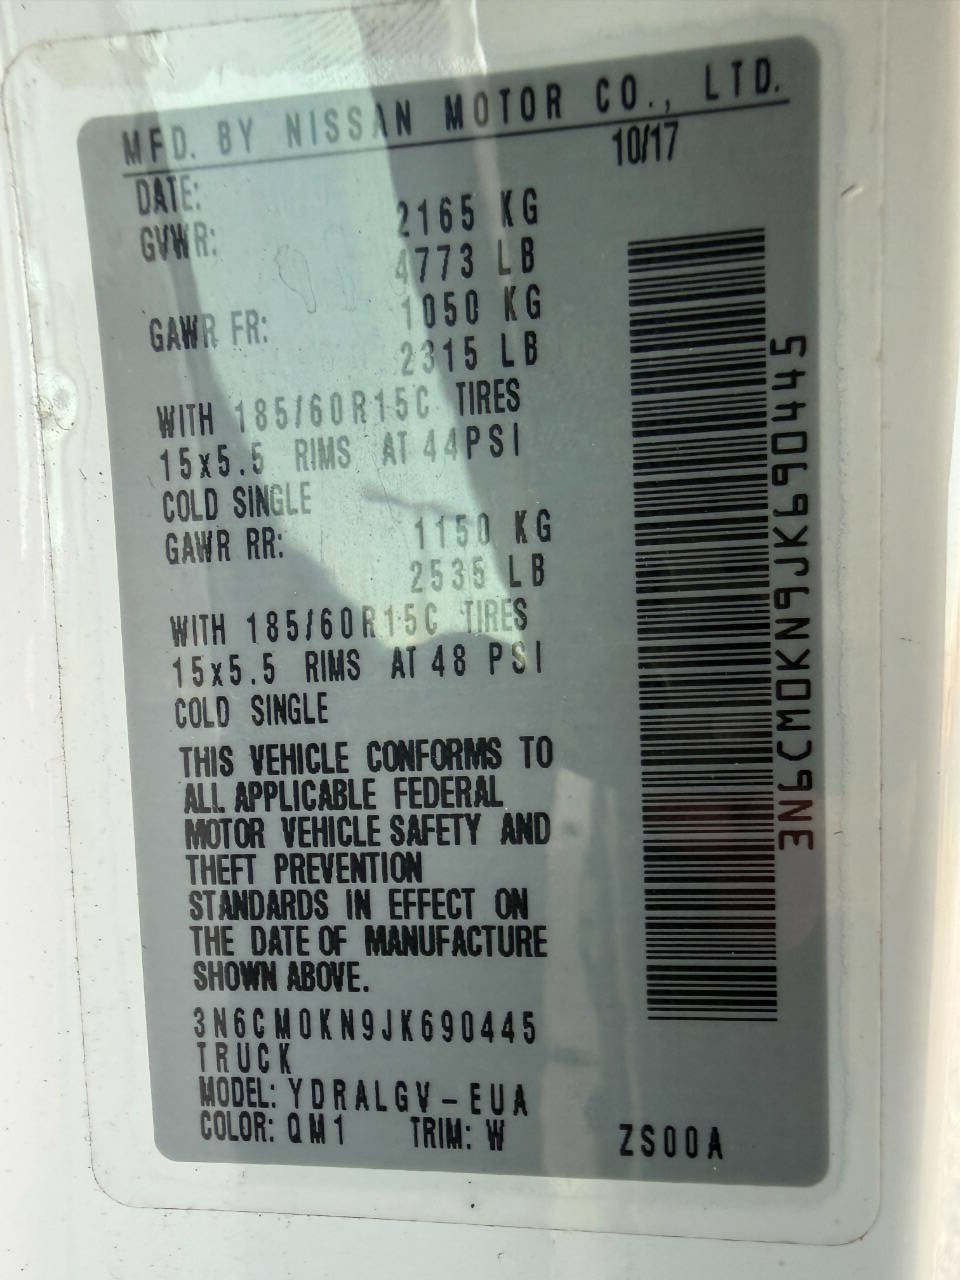 MFD. BY NISSAN MOTOR CO., LTD.
DATE: 10/17
GVWR: 2165 KG
4773 LB
GAWR FR: 1050 KG
2315 LB
WITH 185/60R15C TIRES
15x5.5 RIMS AT 44PSI
COLD SINGLE
GAWR RR: 1150 KG
2535 LB
WITH 185/60R15C TIRES
15x5.5 RIMS AT 48 PSI
COLD SINGLE
THIS VEHICLE CONFORMS TO
ALL APPLICABLE FEDERAL
MOTOR VEHICLE SAFETY AND
THEFT PREVENTION
STANDARDS IN EFFECT ON
THE DATE OF MANUFACTURE
SHOWN ABOVE.
3N6CM0KN9JK690445
TRUCK
MODEL: YDRALGV-EUA
COLOR: QM1 TRIM: W ZS00A
3N6CM0KN9JK690445